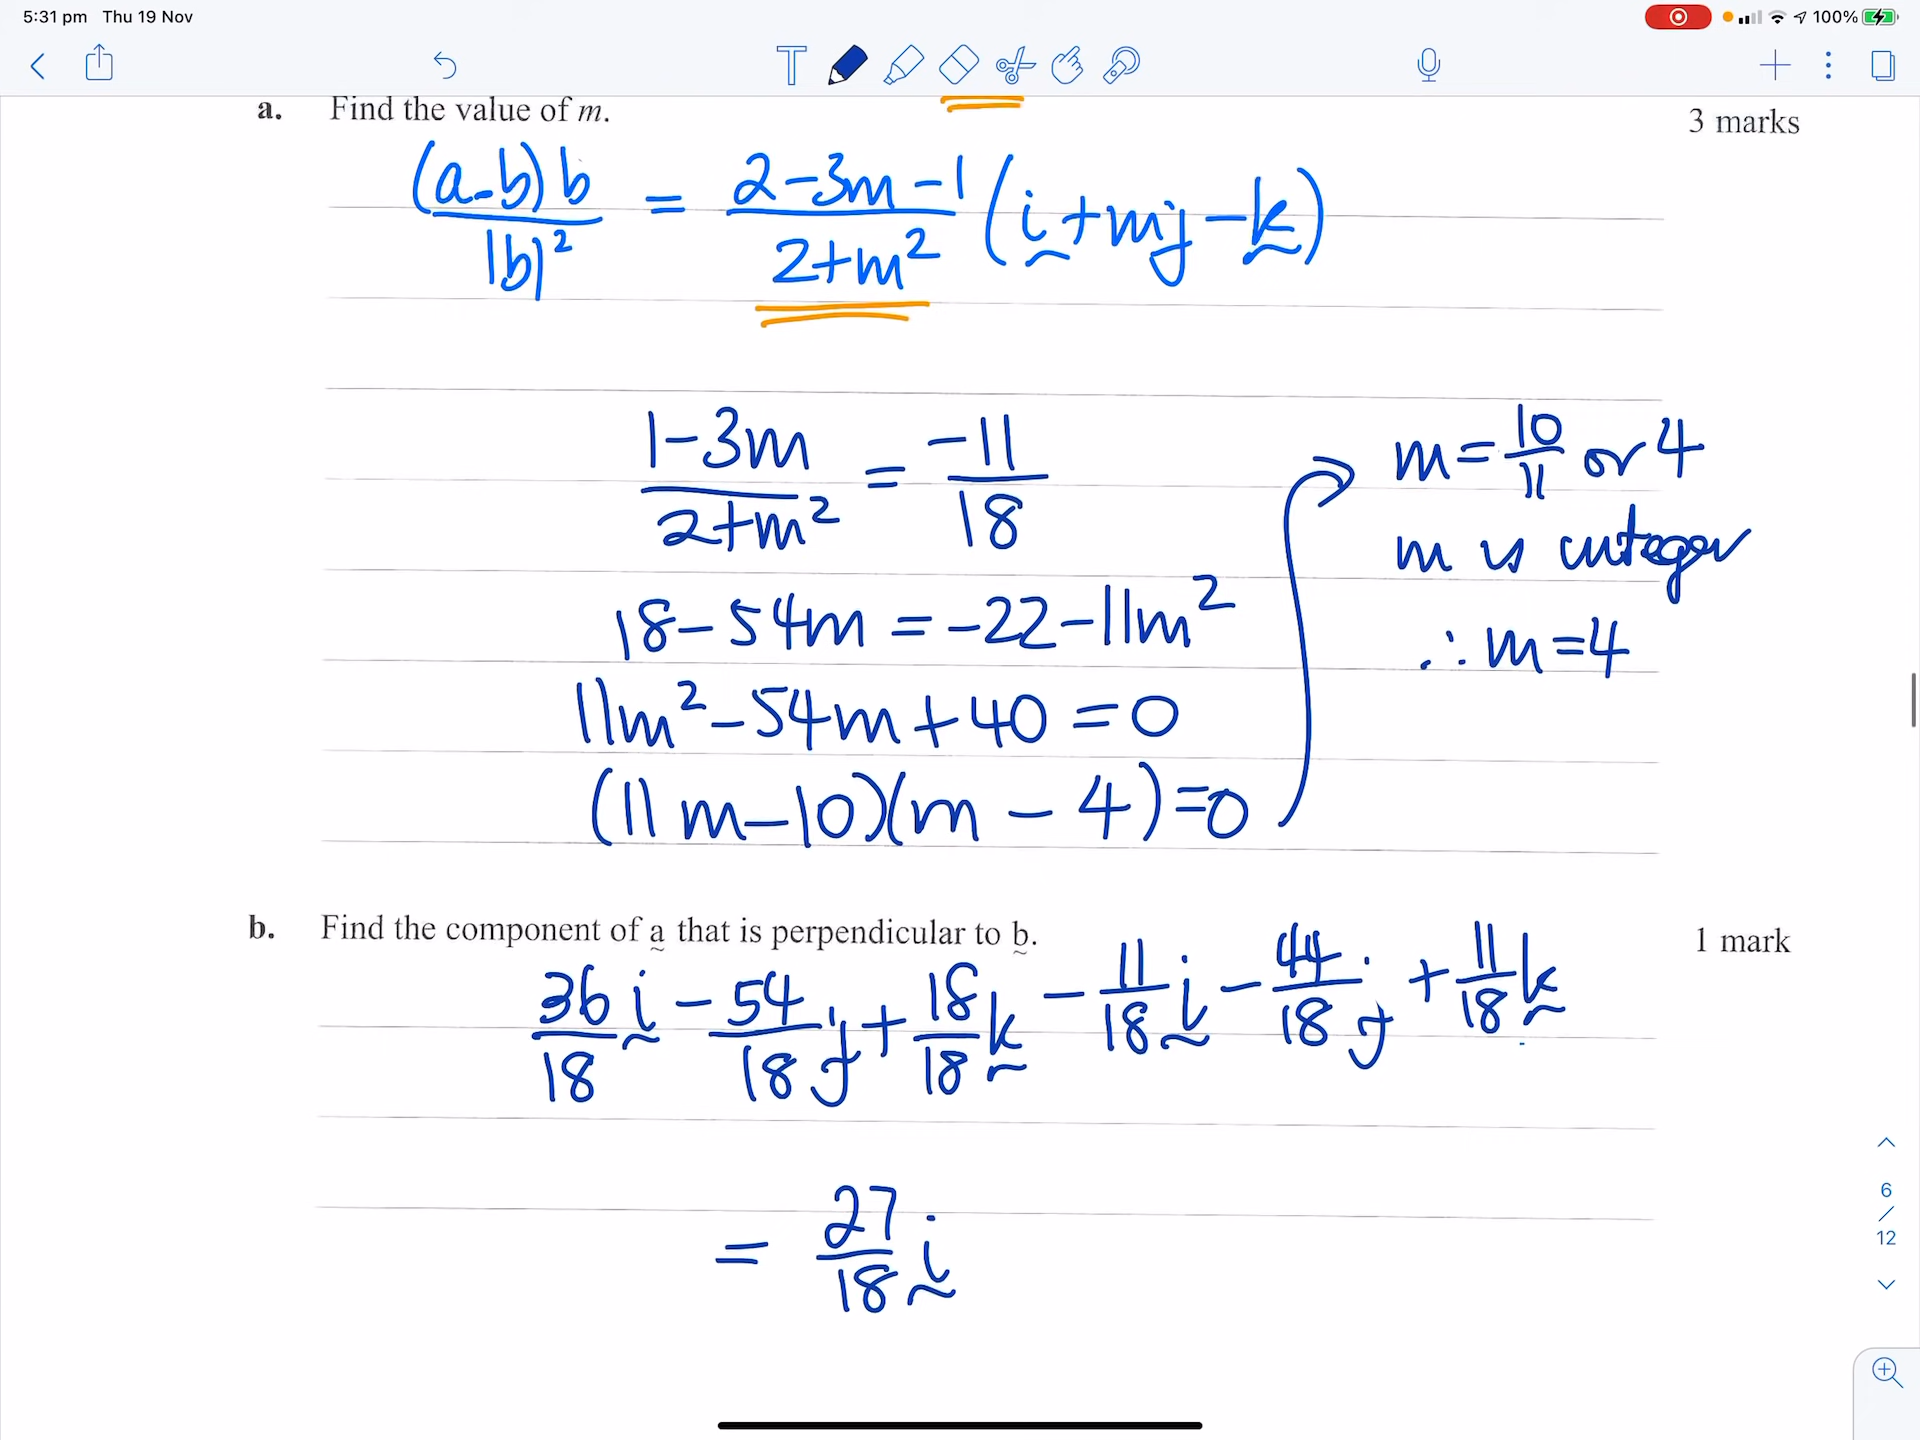 5:31 pm Thu 19 Nov
100%
a. Find the value of m.
3 marks
(a-b)b/|b|² = (2-3m-1)/(2+m²) (i+mj-k)
(1-3m)/(2+m²) = -11/18
18-54m = -22-11m²
11m²-54m+40=0
(11m-10)(m-4)=0
m=10/11 or 4
m is integer
∴ m=4
b. Find the component of a that is perpendicular to b.
1 mark
36/18 i - 54/18 j + 18/18 k - 11/18 i - 44/18 j + 11/18 k
= 27/18 i
6
/
12